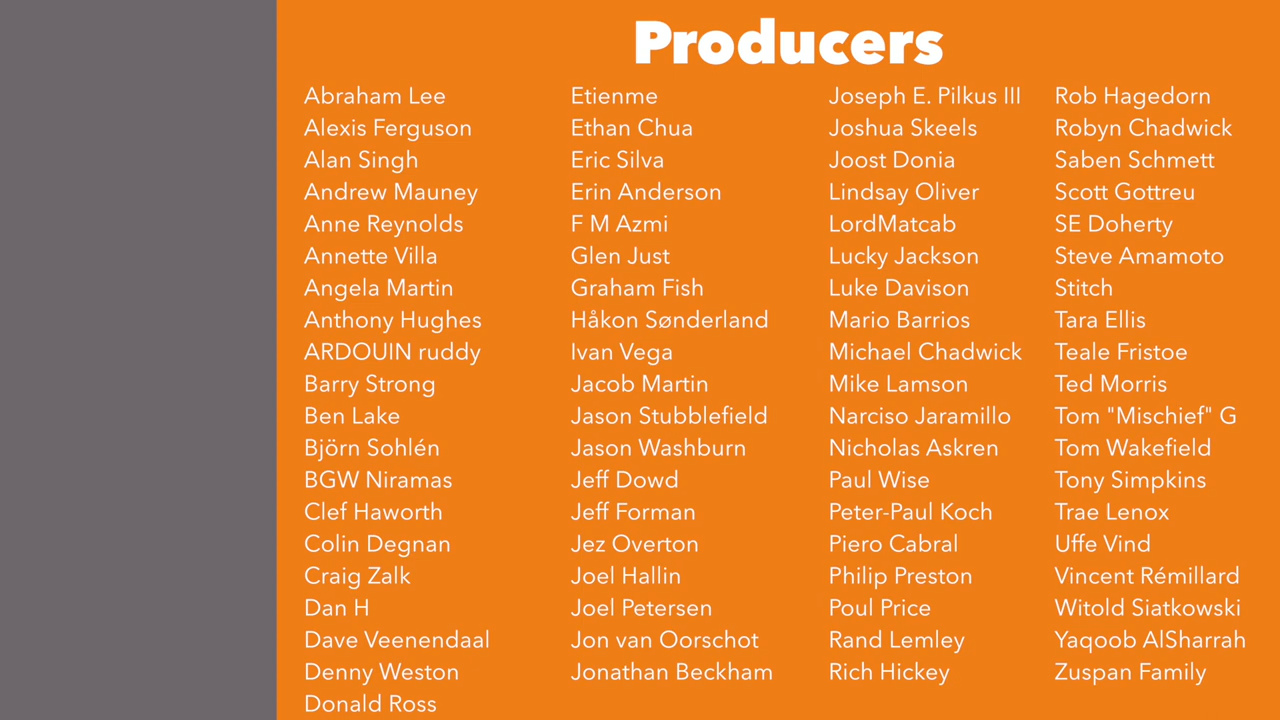 Producers
Abraham Lee
Alexis Ferguson
Alan Singh
Andrew Mauney
Anne Reynolds
Annette Villa
Angela Martin
Anthony Hughes
ARDOUIN ruddy
Barry Strong
Ben Lake
Björn Sohlén
BGW Niramas
Clef Haworth
Colin Degnan
Craig Zalk
Dan H
Dave Veenendaal
Denny Weston
Donald Ross
Etienme
Ethan Chua
Eric Silva
Erin Anderson
F M Azmi
Glen Just
Graham Fish
Håkon Sønderland
Ivan Vega
Jacob Martin
Jason Stubblefield
Jason Washburn
Jeff Dowd
Jeff Forman
Jez Overton
Joel Hallin
Joel Petersen
Jon van Oorschot
Jonathan Beckham
Joseph E. Pilkus III
Joshua Skeels
Joost Donia
Lindsay Oliver
LordMatcab
Lucky Jackson
Luke Davison
Mario Barrios
Michael Chadwick
Mike Lamson
Narciso Jaramillo
Nicholas Askren
Paul Wise
Peter-Paul Koch
Piero Cabral
Philip Preston
Poul Price
Rand Lemley
Rich Hickey
Rob Hagedorn
Robyn Chadwick
Saben Schmett
Scott Gottreu
SE Doherty
Steve Amamoto
Stitch
Tara Ellis
Teale Fristoe
Ted Morris
Tom "Mischief" G
Tom Wakefield
Tony Simpkins
Trae Lenox
Uffe Vind
Vincent Rémillard
Witold Siatkowski
Yaqoob AlSharrah
Zuspan Family